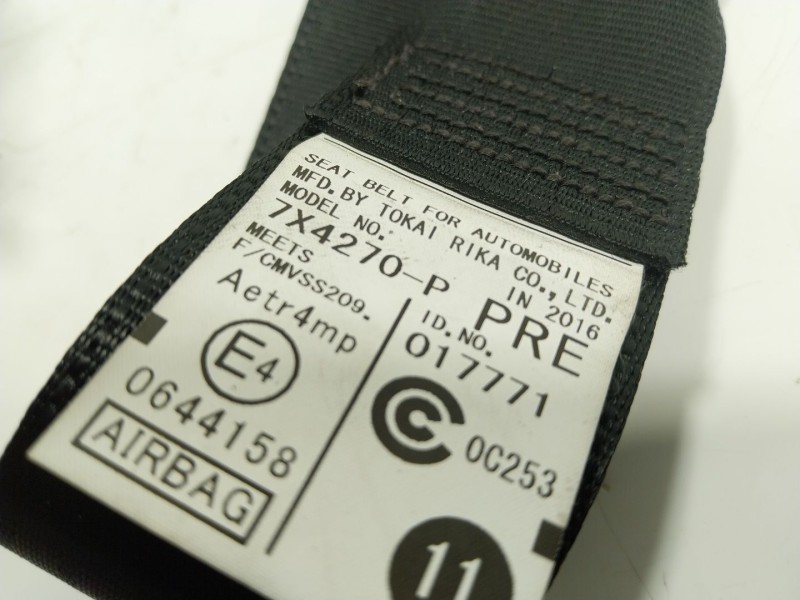 SEAT BELT FOR AUTOMOBILES
MFD. BY TOKAI RIKA CO., LTD.
MODEL NO. IN 2016
7X4270-P PRE
MEETS
F/CMVSS209.
Aetr4mp
E4
0644158
AIRBAG
ID. NO.
017771
C
0C253
11